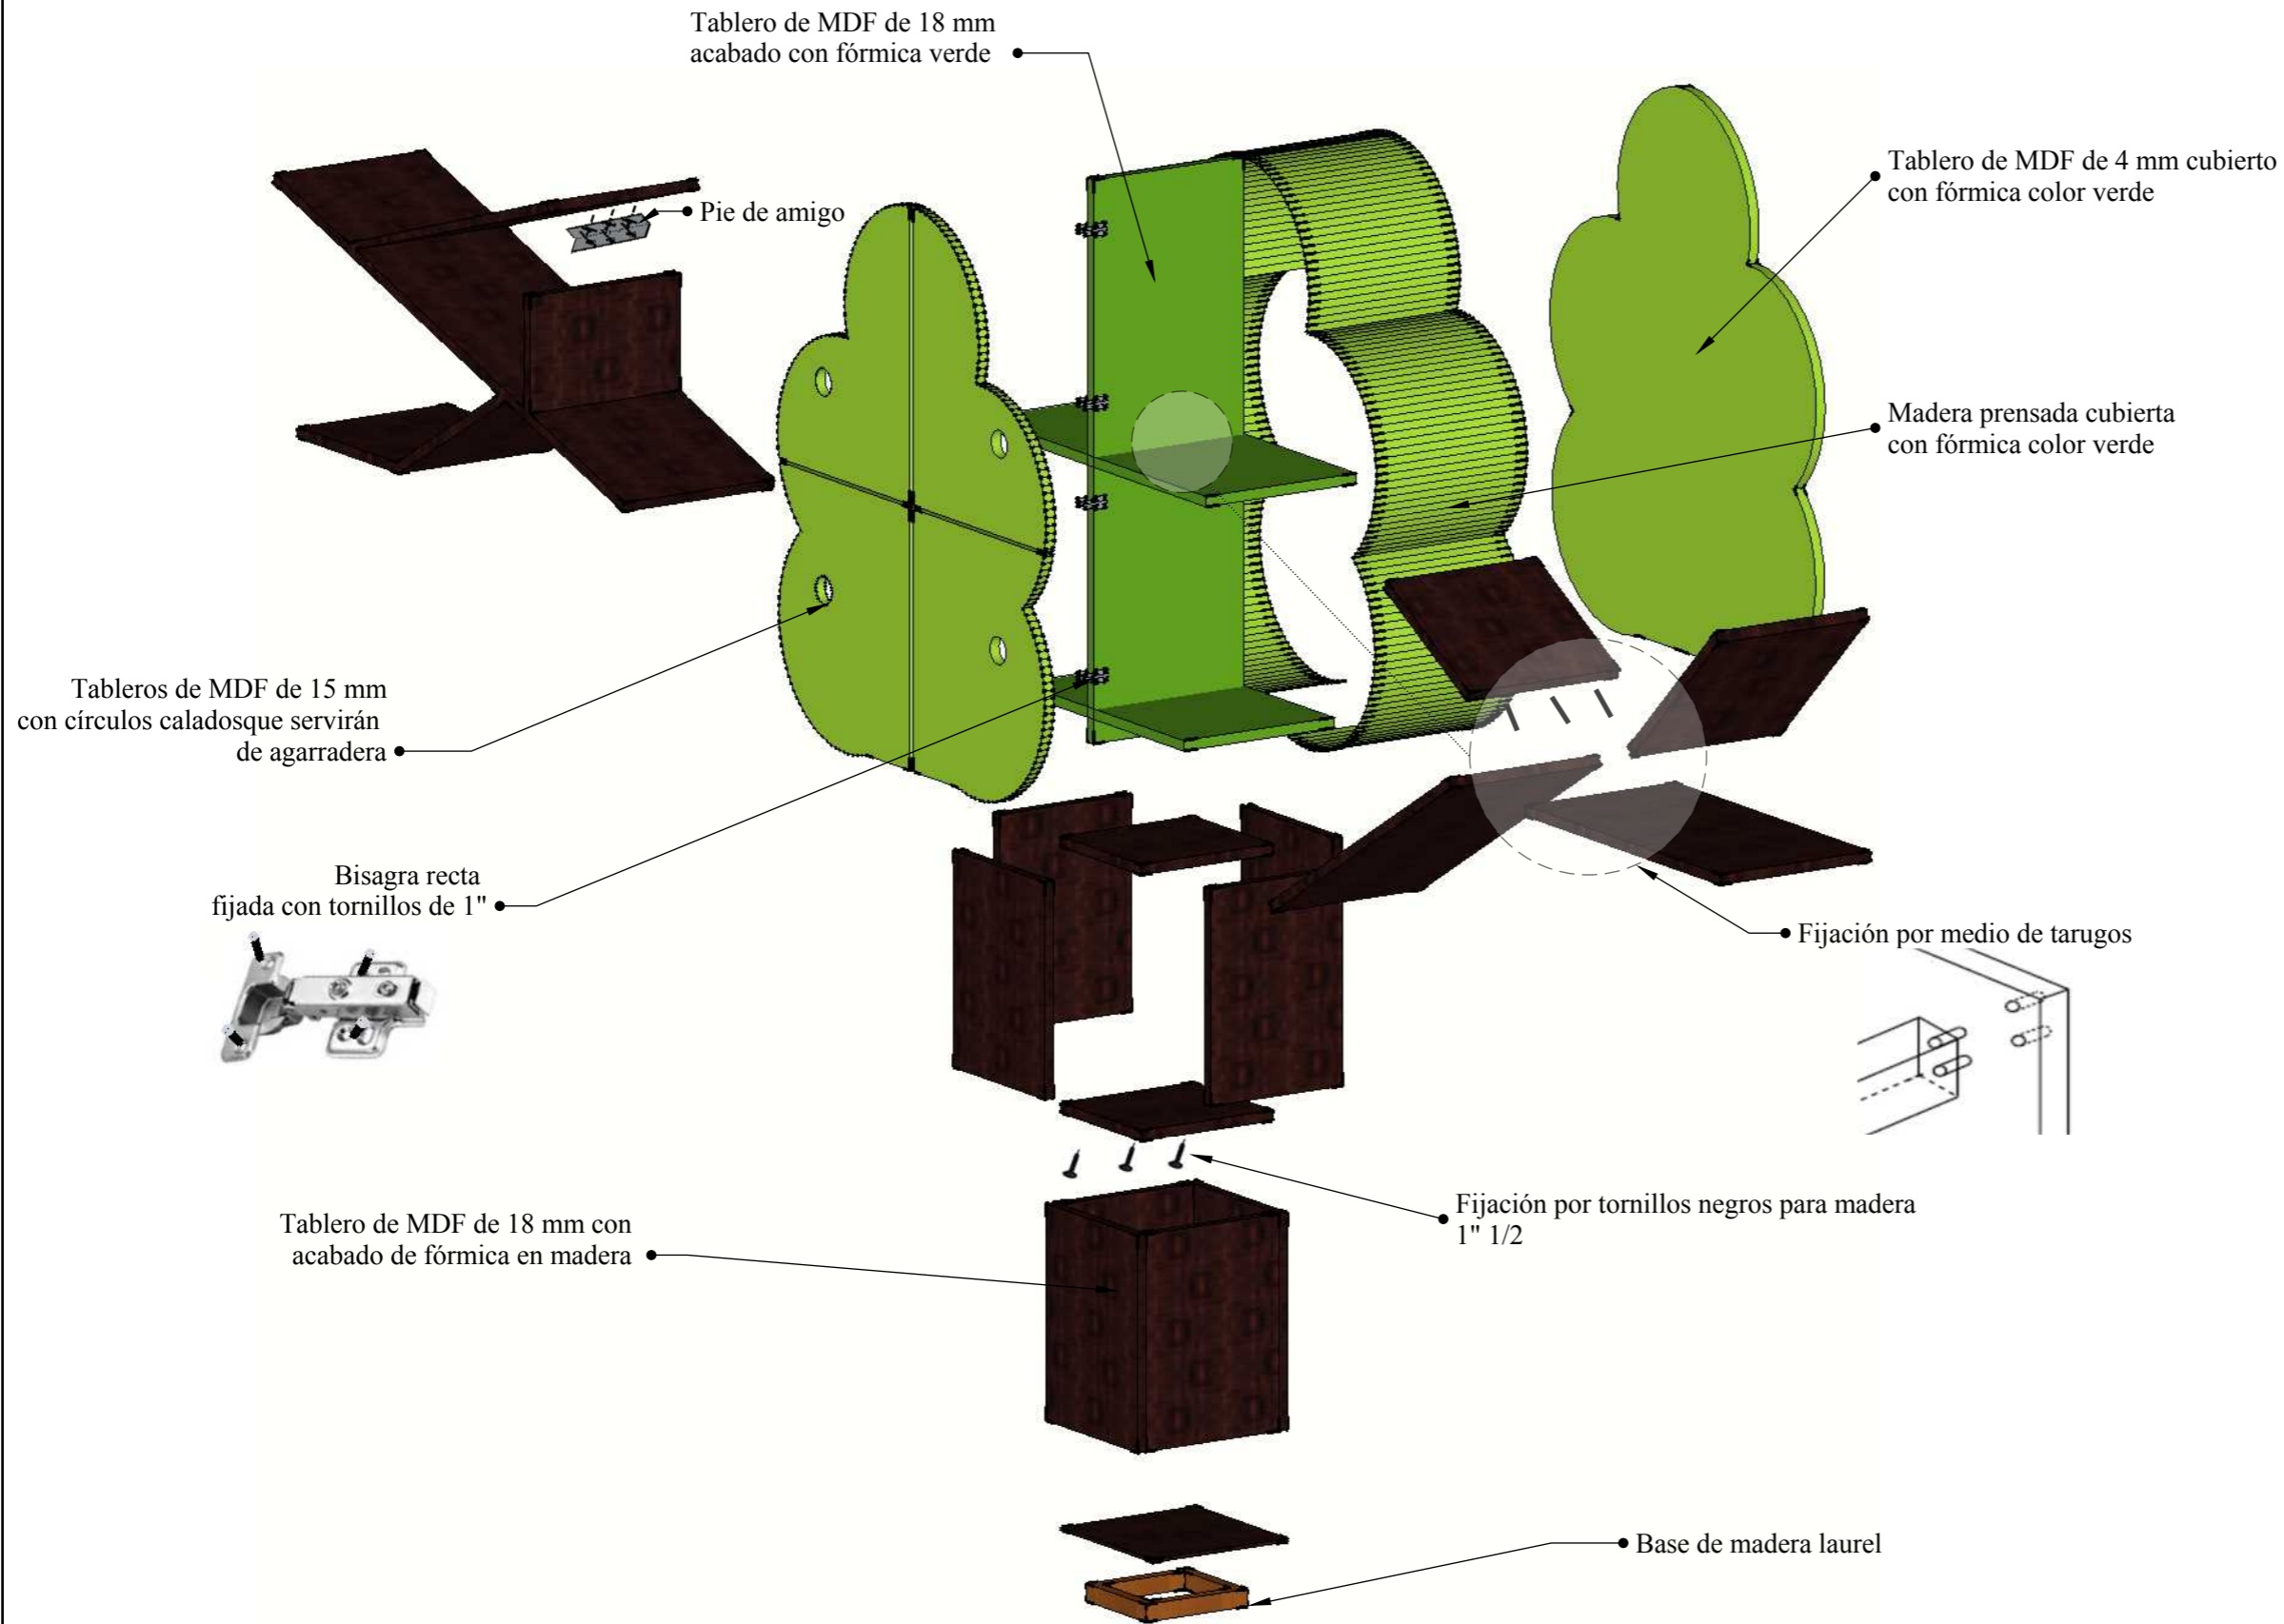 Tablero de MDF de 18 mm
acabado con fórmica verde
Tablero de MDF de 4 mm cubierto
con fórmica color verde
Pie de amigo
Madera prensada cubierta
con fórmica color verde
Tableros de MDF de 15 mm
con círculos caladosque servirán
de agarradera
Bisagra recta
fijada con tornillos de 1"
Fijación por medio de tarugos
Tablero de MDF de 18 mm con
acabado de fórmica en madera
Fijación por tornillos negros para madera
1" 1/2
Base de madera laurel